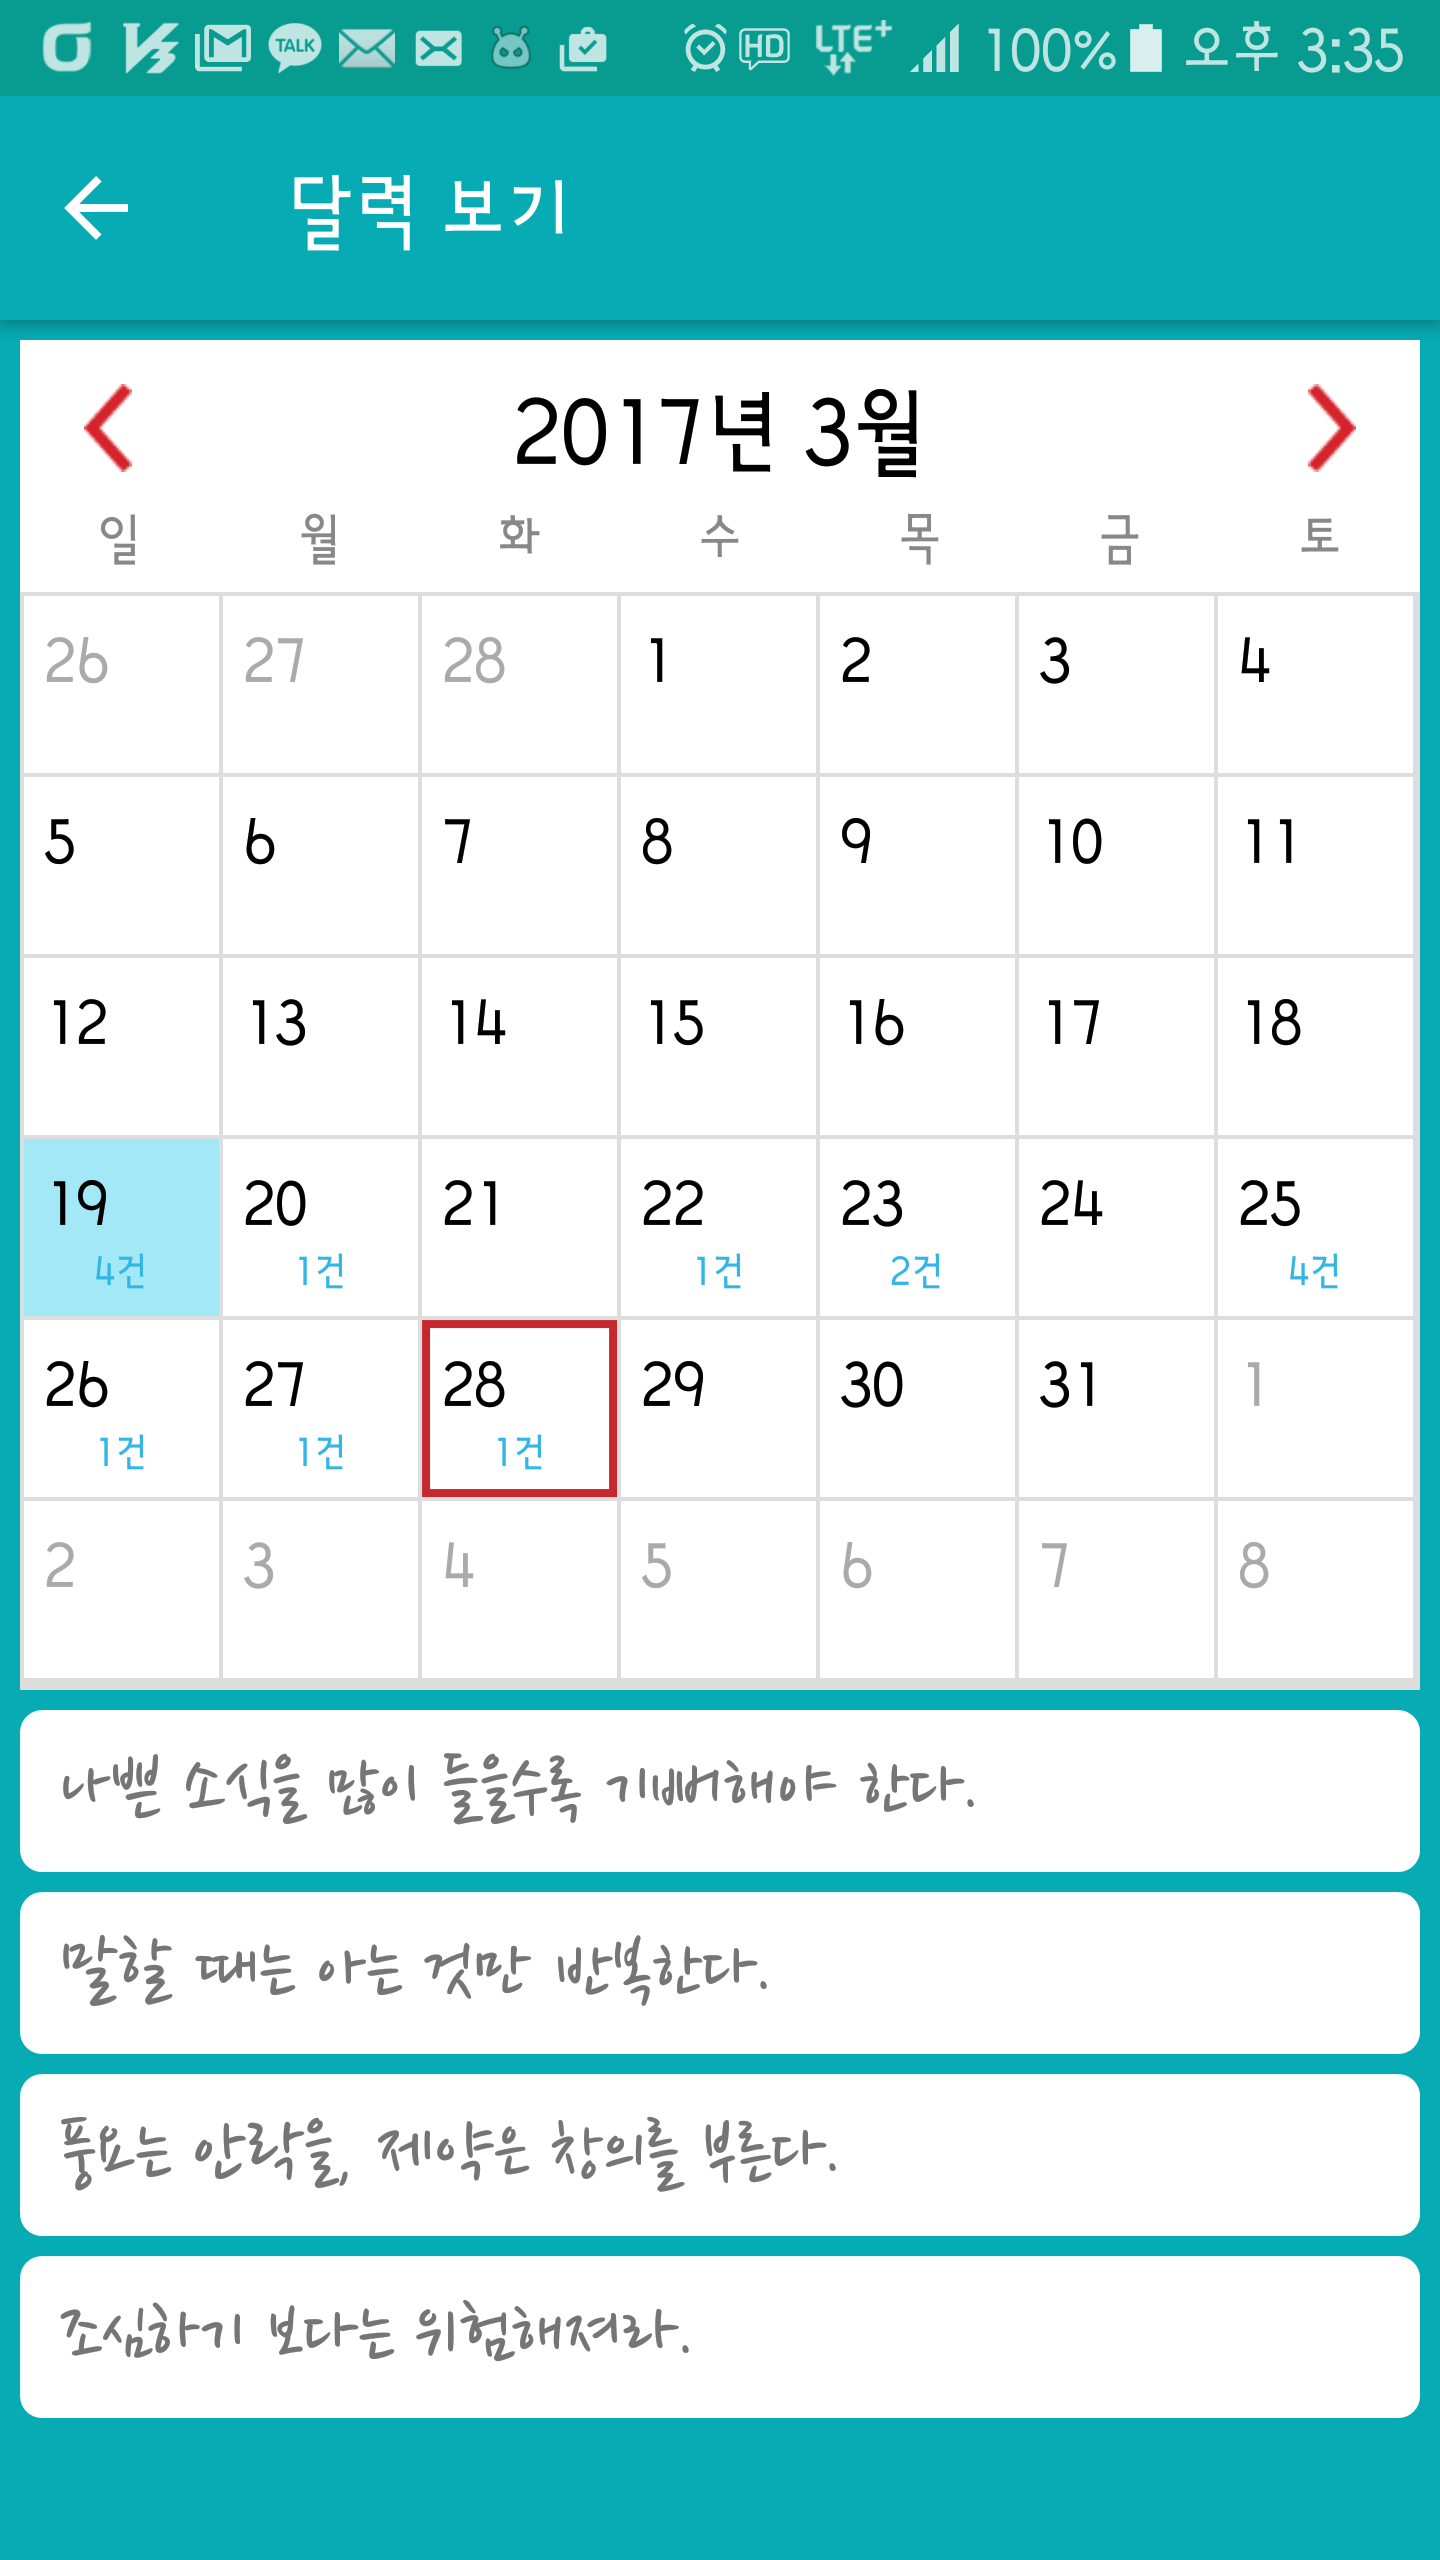 TALK HD LTE+ 100% 오후 3:35
달력 보기
2017년 3월
일 월 화 수 목 금 토
26 27 28 1 2 3 4
5 6 7 8 9 10 11
12 13 14 15 16 17 18
19 20 21 22 23 24 25
4건 1건 1건 2건 4건
26 27 28 29 30 31 1
1건 1건 1건
2 3 4 5 6 7 8
나쁜 소식을 많이 들을수록 기뻐해야 한다.
말할 때는 아는 것만 반복한다.
풍요는 안락을, 제약은 창의를 부른다.
조심하기 보다는 위험해져라.